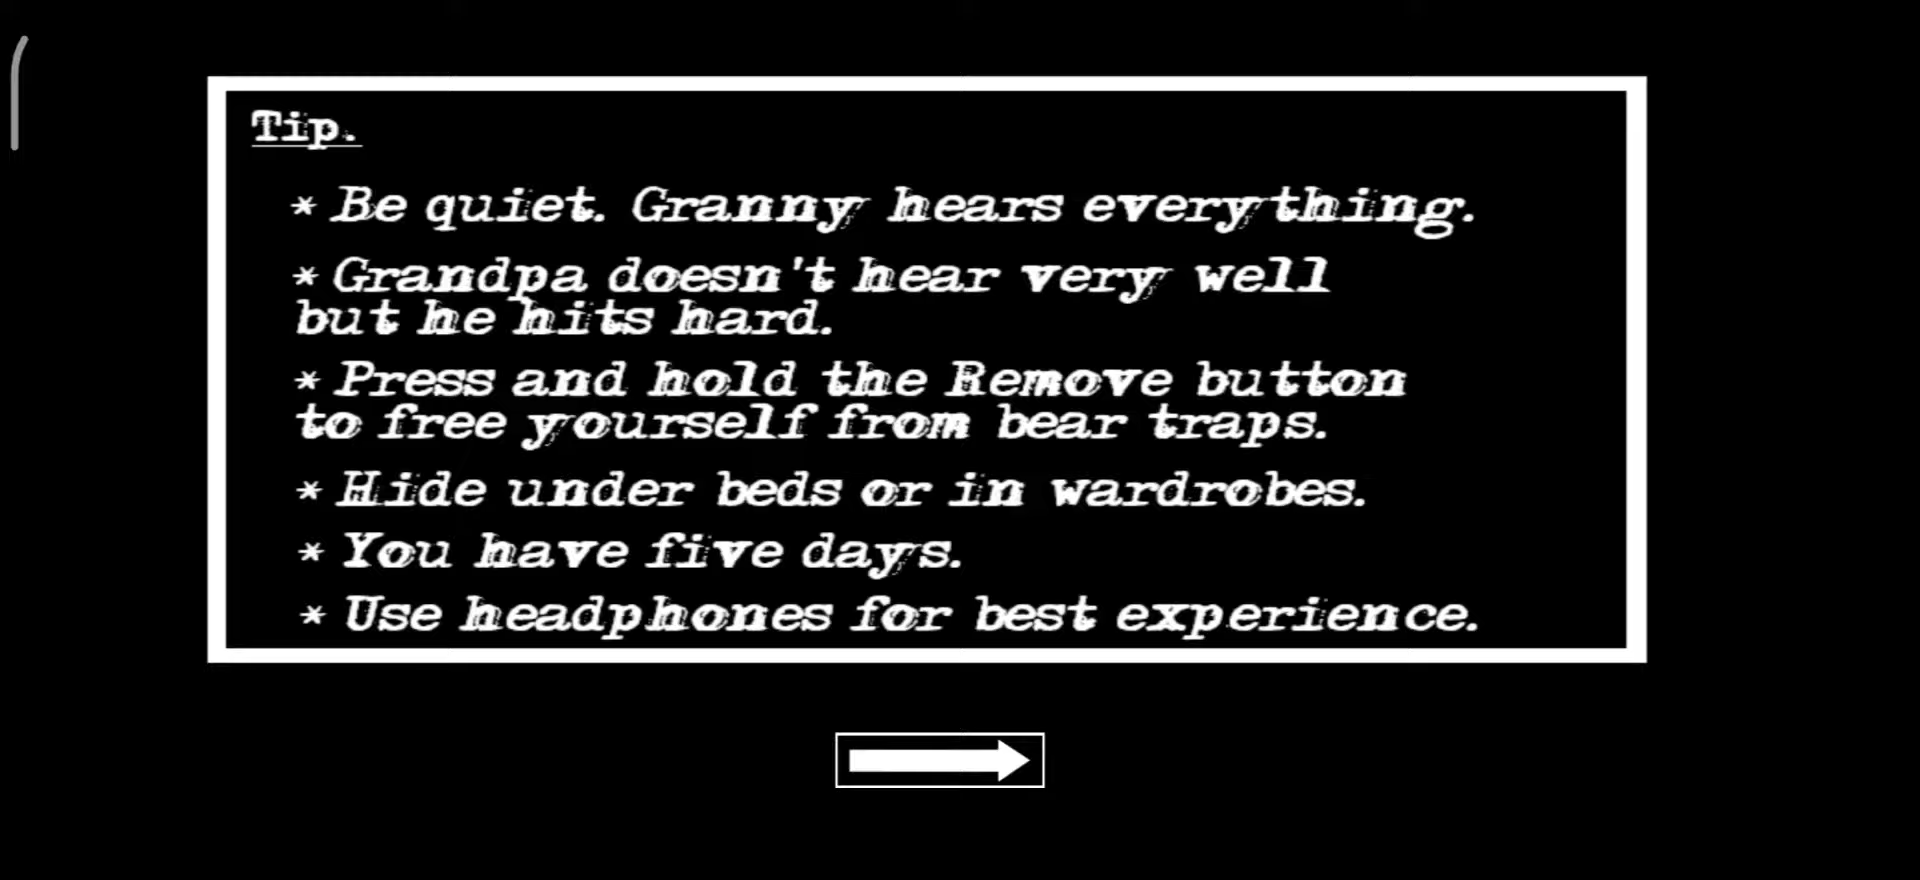 Tip.
* Be quiet. Granny hears everything.
* Grandpa doesn't hear very well
but he hits hard.
* Press and hold the Remove button
to free yourself from bear traps.
* Hide under beds or in wardrobes.
* You have five days.
* Use headphones for best experience.